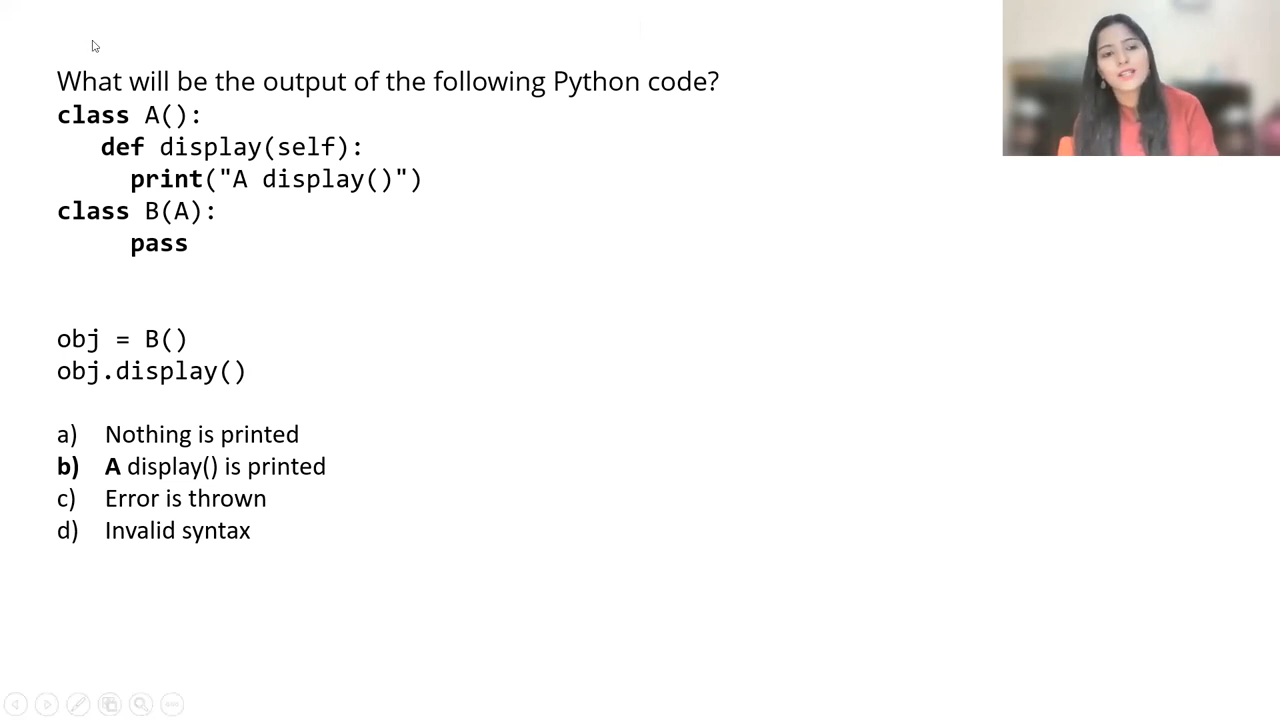 What will be the output of the following Python code?
class A():
   def display(self):
     print("A display()")
class B(A):
     pass
obj = B()
obj.display()
a) Nothing is printed
b) A display() is printed
c) Error is thrown
d) Invalid syntax